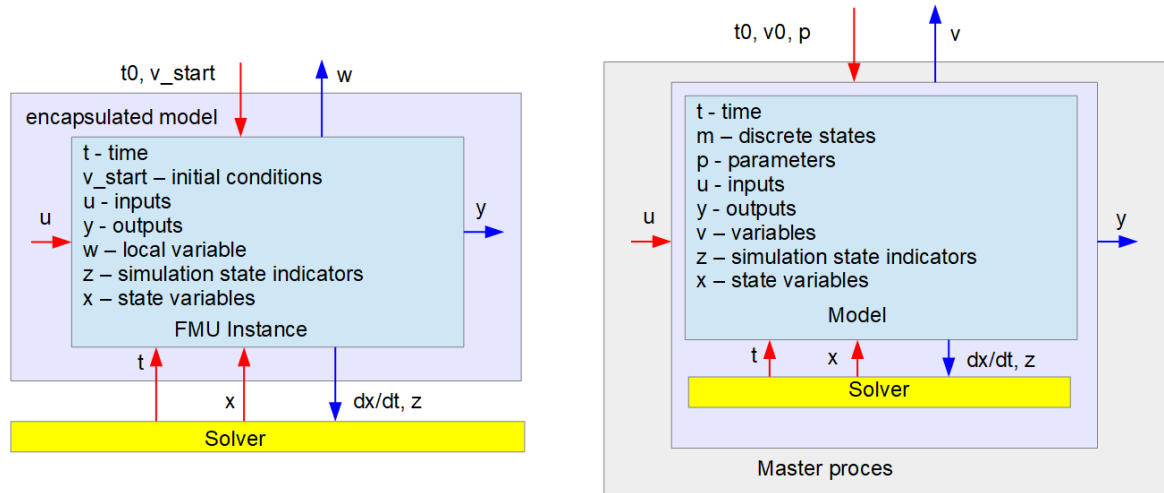 t0, v_start
w
encapsulated model
t - time
v_start – initial conditions
u - inputs
y - outputs
w – local variable
z – simulation state indicators
x – state variables
FMU Instance
u
y
t
x
dx/dt, z
Solver
t0, v0, p
v
t - time
m – discrete states
p - parameters
u - inputs
y - outputs
v – variables
z – simulation state indicators
x – state variables
Model
u
y
t
x
dx/dt, z
Solver
Master proces